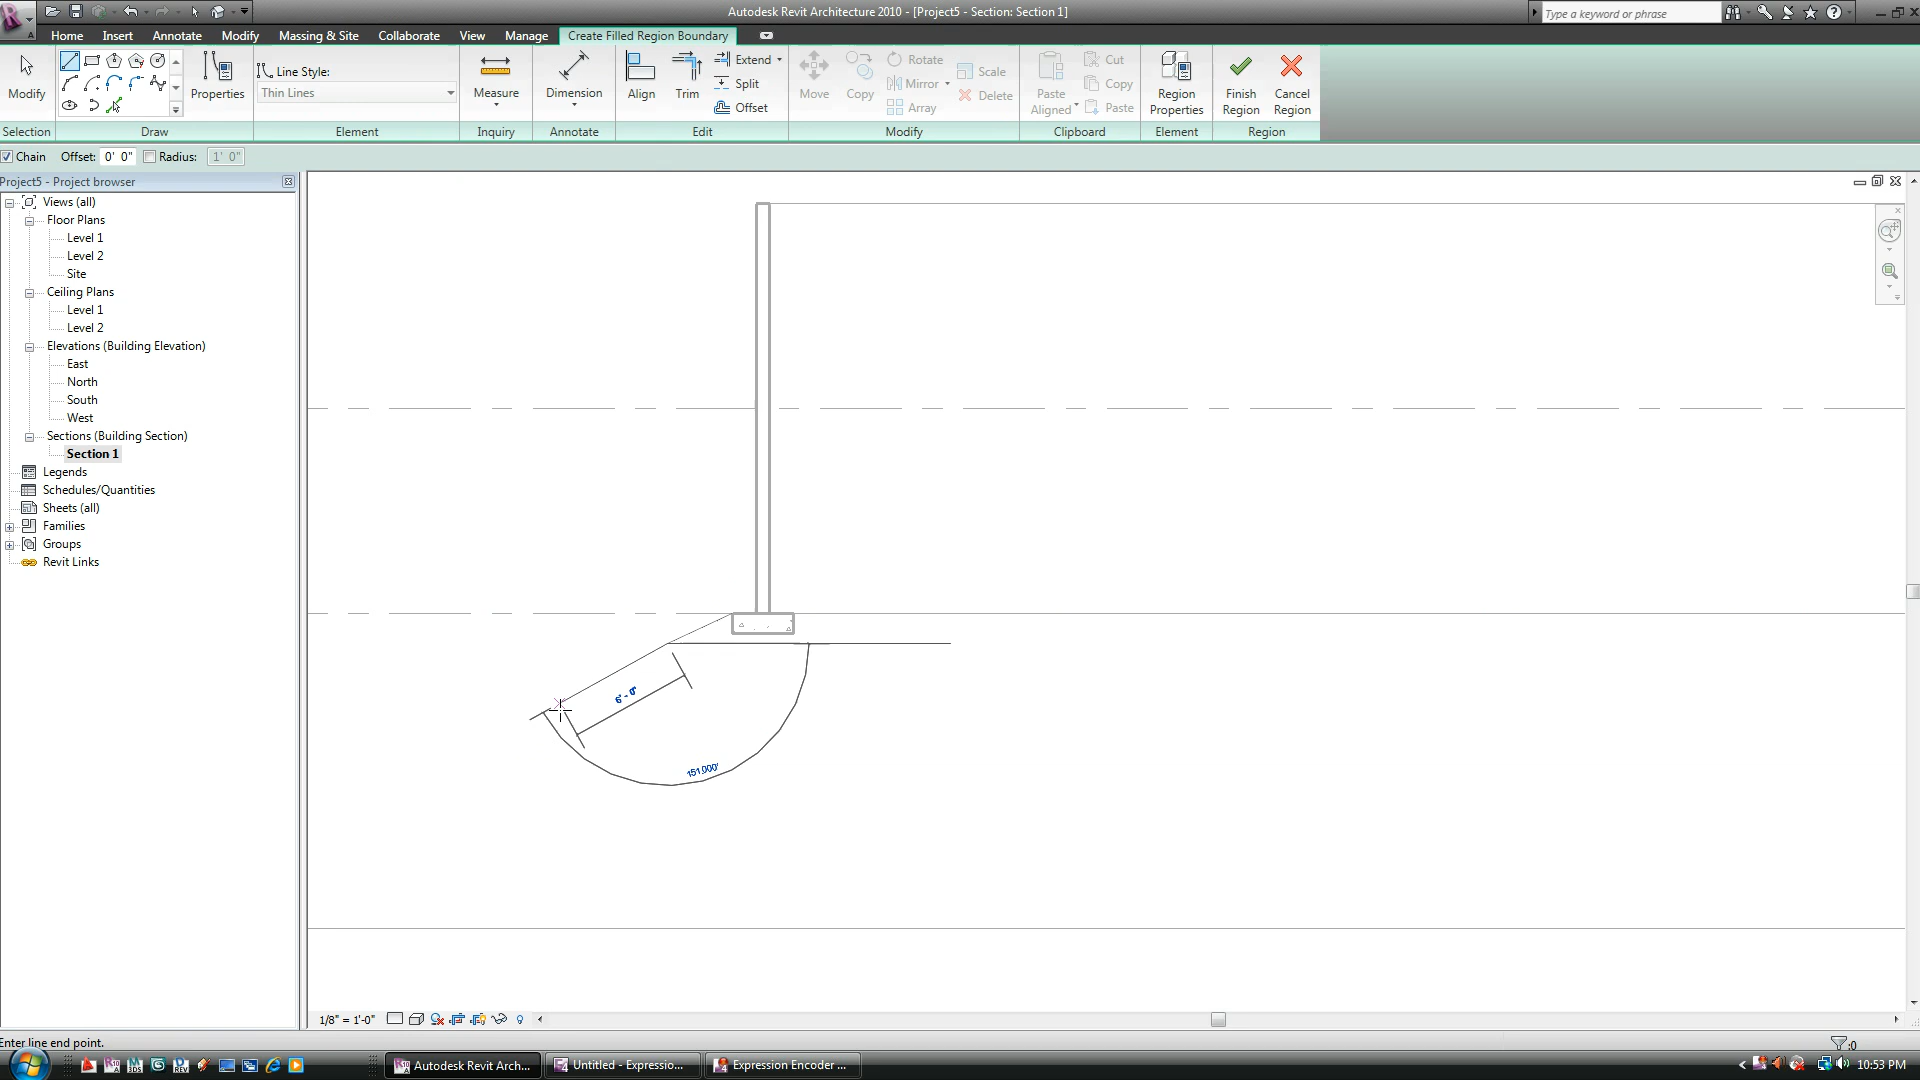 Autodesk Revit Architecture 2010 - [Project5 - Section: Section 1]
Type a keyword or phrase
Home Insert Annotate Modify Massing & Site Collaborate View Manage Create Filled Region Boundary
Modify
Properties
Line Style:
Thin Lines
Measure
Dimension
Align
Trim
Extend
Split
Offset
Move
Copy
Rotate
Mirror
Array
Scale
Delete
Paste
Aligned
Cut
Copy
Paste
Region
Properties
Finish
Region
Cancel
Region
Selection Draw Element Inquiry Annotate Edit Modify Clipboard Element Region
Chain Offset: 0' 0" Radius: 1' 0"
Project5 - Project browser
Views (all)
Floor Plans
Level 1
Level 2
Site
Ceiling Plans
Level 1
Level 2
Elevations (Building Elevation)
East
North
South
West
Sections (Building Section)
Section 1
Legends
Schedules/Quantities
Sheets (all)
Families
Groups
Revit Links
6' - 0"
151.000°
1/8" = 1'-0"
Enter line end point.
:0
Autodesk Revit Arch...
Untitled - Expressio...
Expression Encoder ...
10:53 PM